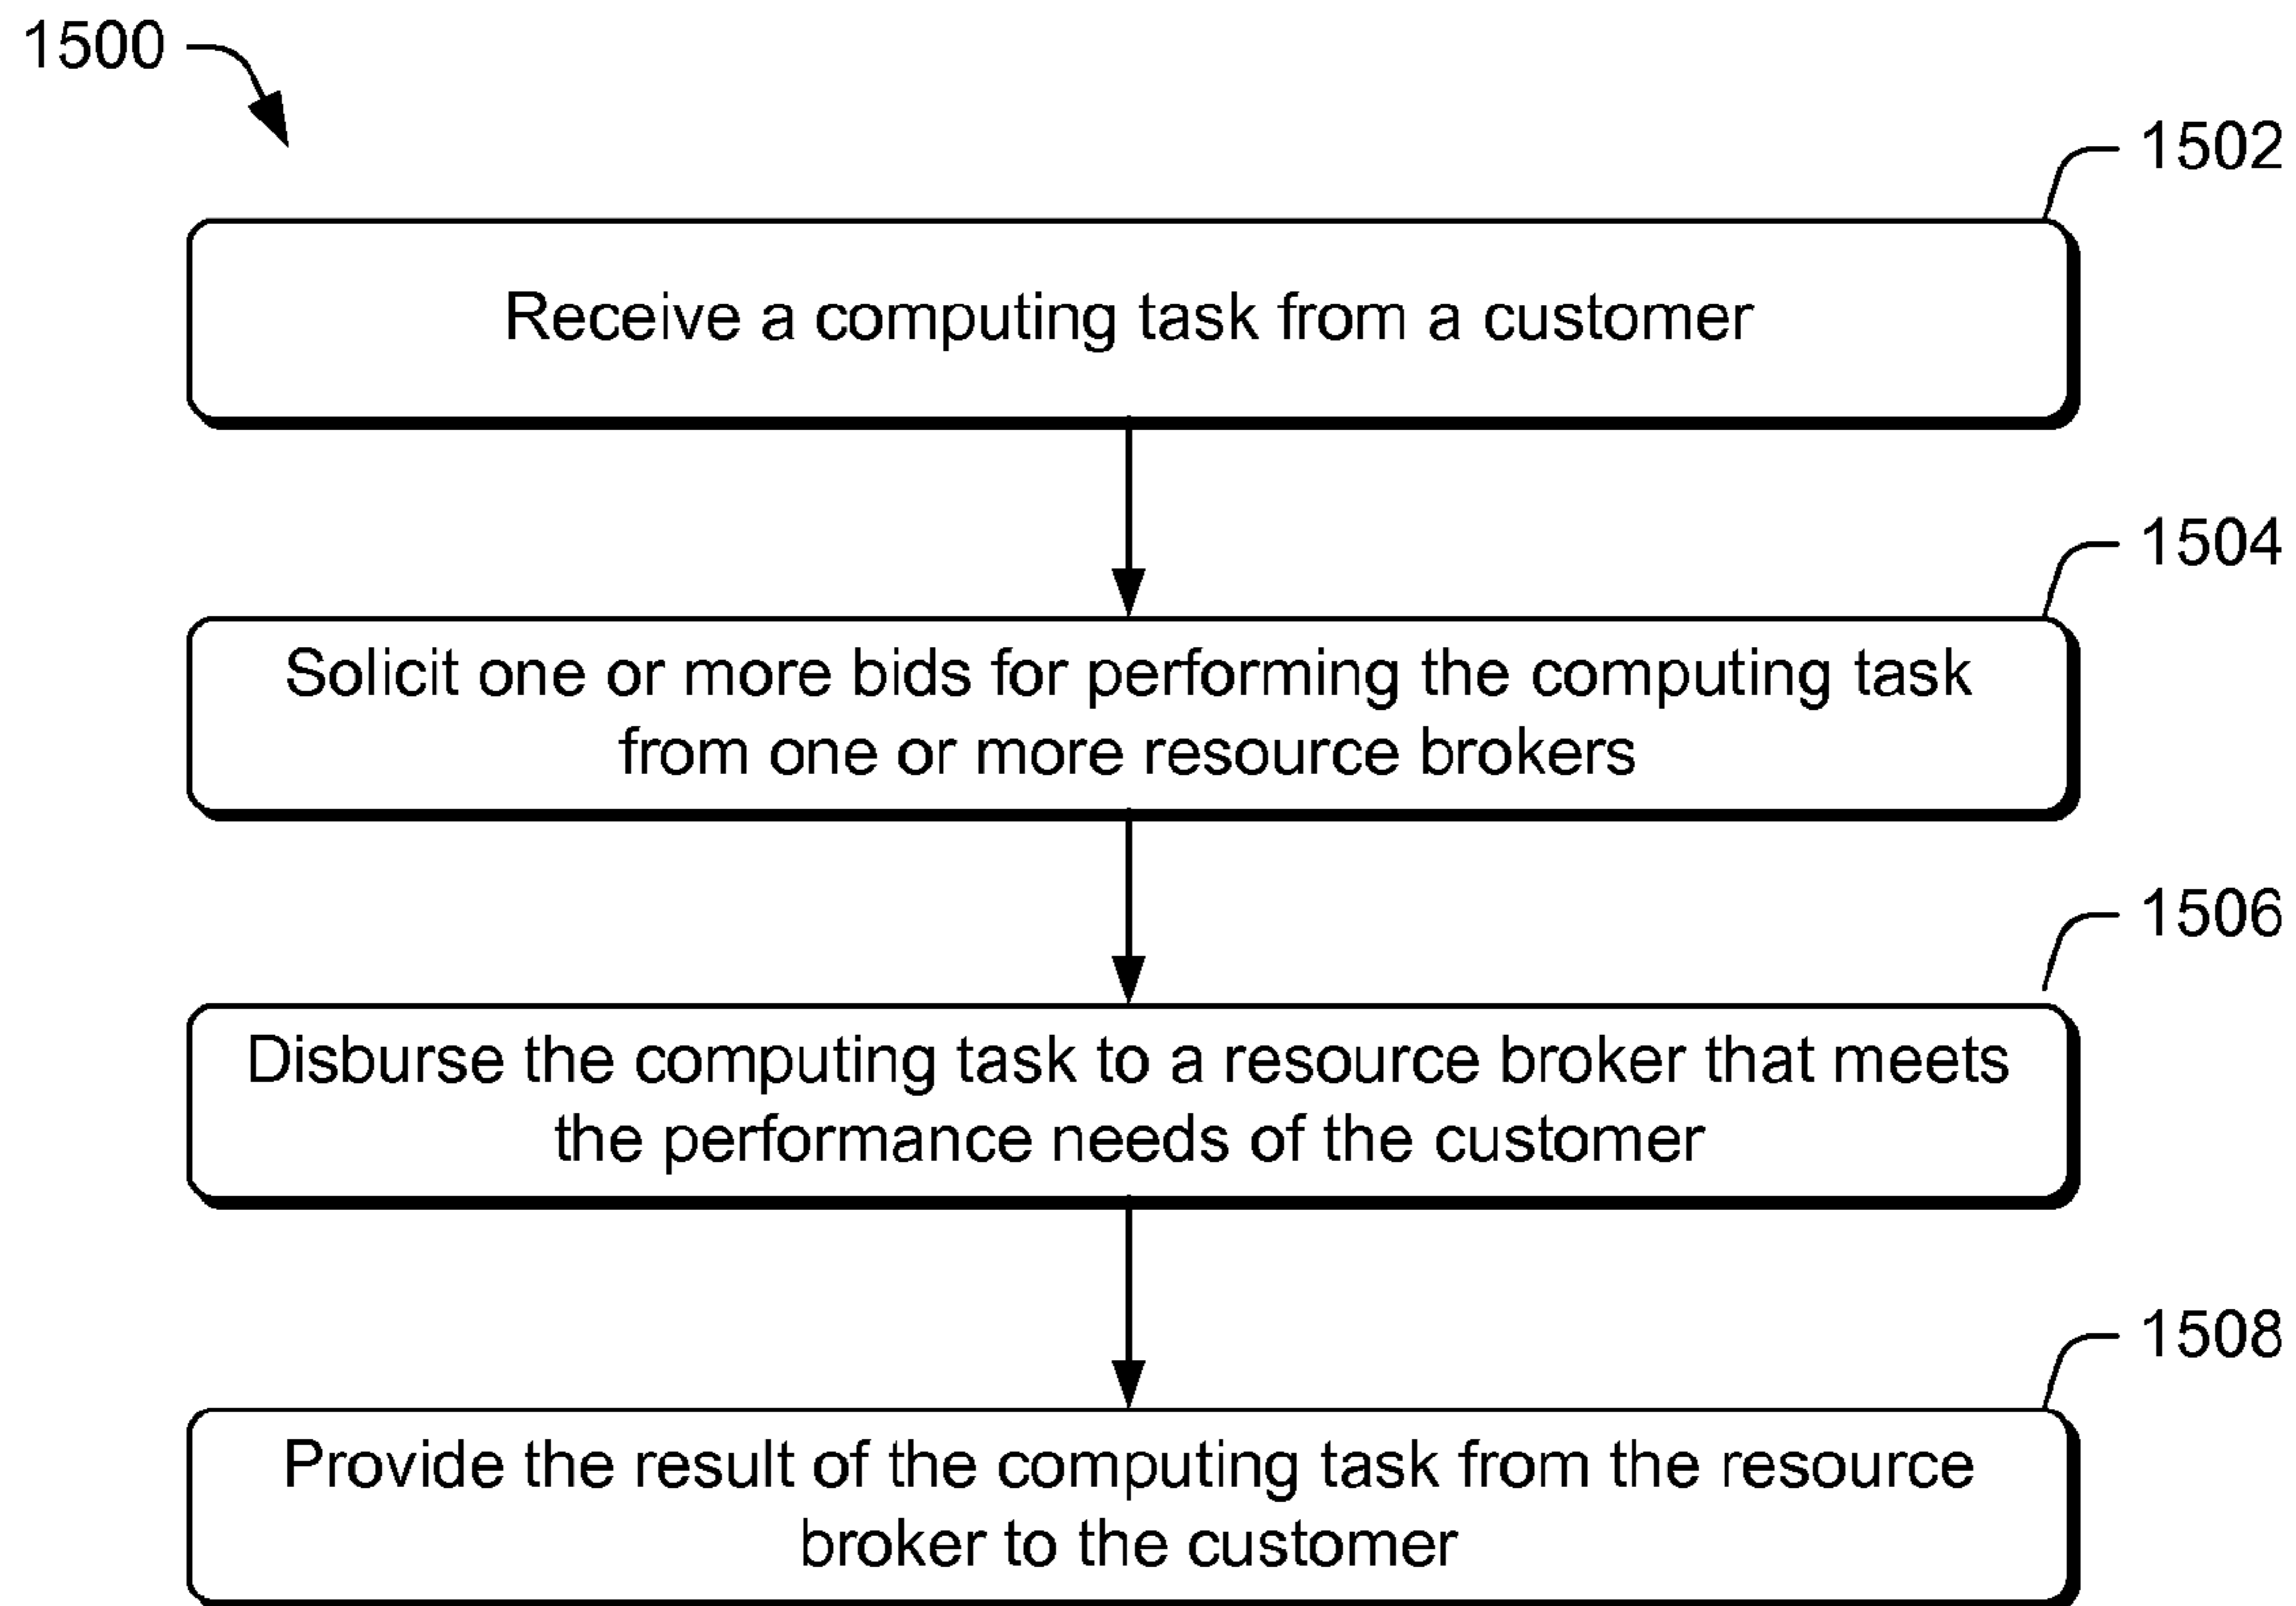 1500
1502
Receive a computing task from a customer
1504
Solicit one or more bids for performing the computing task
from one or more resource brokers
1506
Disburse the computing task to a resource broker that meets
the performance needs of the customer
1508
Provide the result of the computing task from the resource
broker to the customer